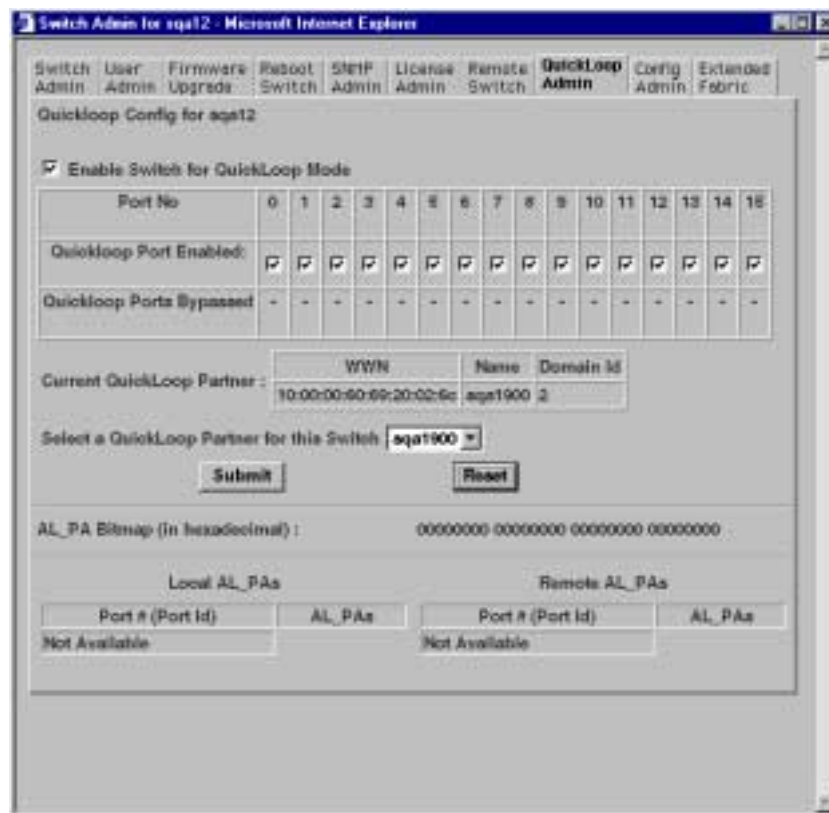 Switch Admin for sqa12 - Microsoft Internet Explorer
Switch Admin User Admin Firmware Upgrade Reboot Switch SNMP Admin License Admin Remote Switch QuickLoop Admin Config Admin Extended Fabric
Quickloop Config for sqa12
Enable Switch for QuickLoop Mode
Port No 0 1 2 3 4 5 6 7 8 9 10 11 12 13 14 15
Quickloop Port Enabled:
Quickloop Ports Bypassed - - - - - - - - - - - - - - - -
WWN Name Domain Id
Current QuickLoop Partner :
10:00:00:60:69:20:02:6c sqa1900 2
Select a QuickLoop Partner for this Switch sqa1900
Submit Reset
AL_PA Bitmap (in hexadecimal) : 00000000 00000000 00000000 00000000
Local AL_PAs Remote AL_PAs
Port # (Port Id) AL_PAs Port # (Port Id) AL_PAs
Not Available Not Available